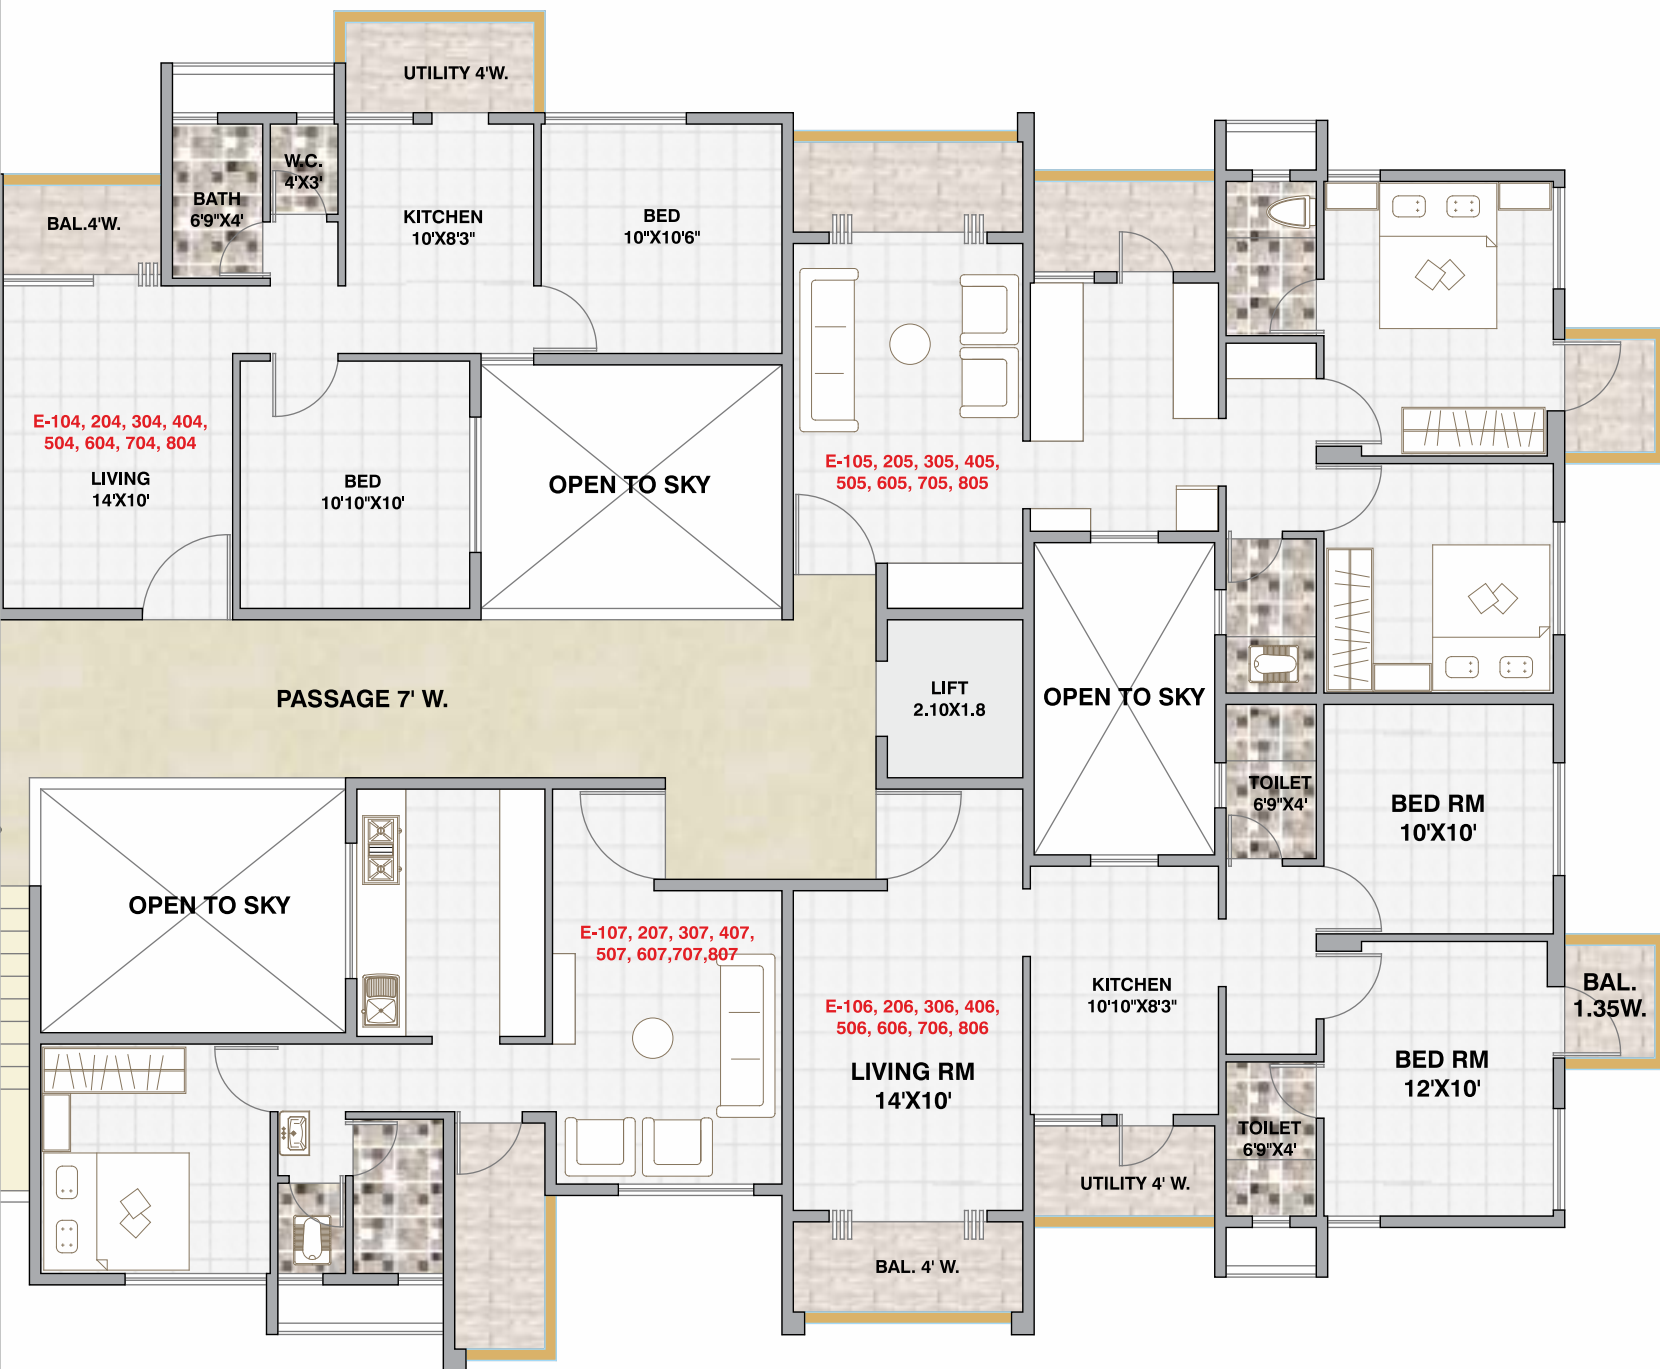 UTILITY 4'W.
W.C.
4'X3'
BATH
6'9"X4'
BAL.4'W.
KITCHEN
10'X8'3"
BED
10"X10'6"
E-104, 204, 304, 404,
504, 604, 704, 804
LIVING
14'X10'
BED
10'10"X10'
OPEN TO SKY
E-105, 205, 305, 405,
505, 605, 705, 805
PASSAGE 7' W.
LIFT
2.10X1.8
OPEN TO SKY
TOILET
6'9"X4'
BED RM
10'X10'
OPEN TO SKY
E-107, 207, 307, 407,
507, 607,707,807
E-106, 206, 306, 406,
506, 606, 706, 806
LIVING RM
14'X10'
KITCHEN
10'10"X8'3"
BAL.
1.35W.
BED RM
12'X10'
TOILET
6'9"X4'
UTILITY 4' W.
BAL. 4' W.